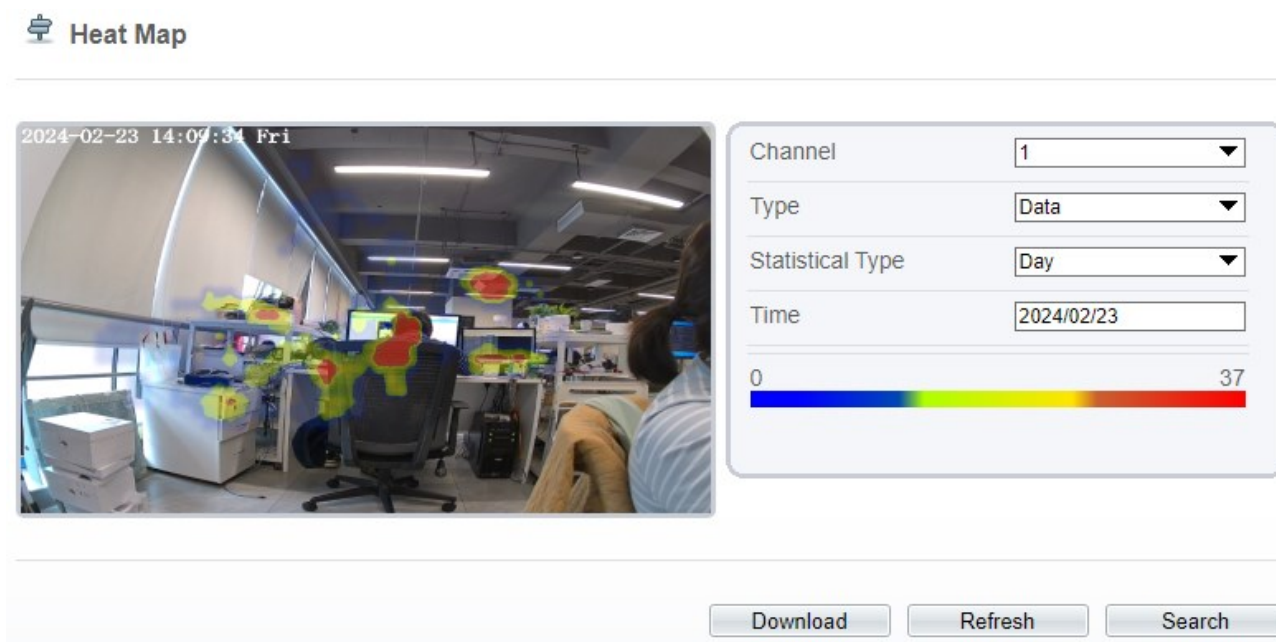 Heat Map
2024-02-23 14:09:34 Fri
Channel 1
Type Data
Statistical Type Day
Time 2024/02/23
0 37
Download Refresh Search